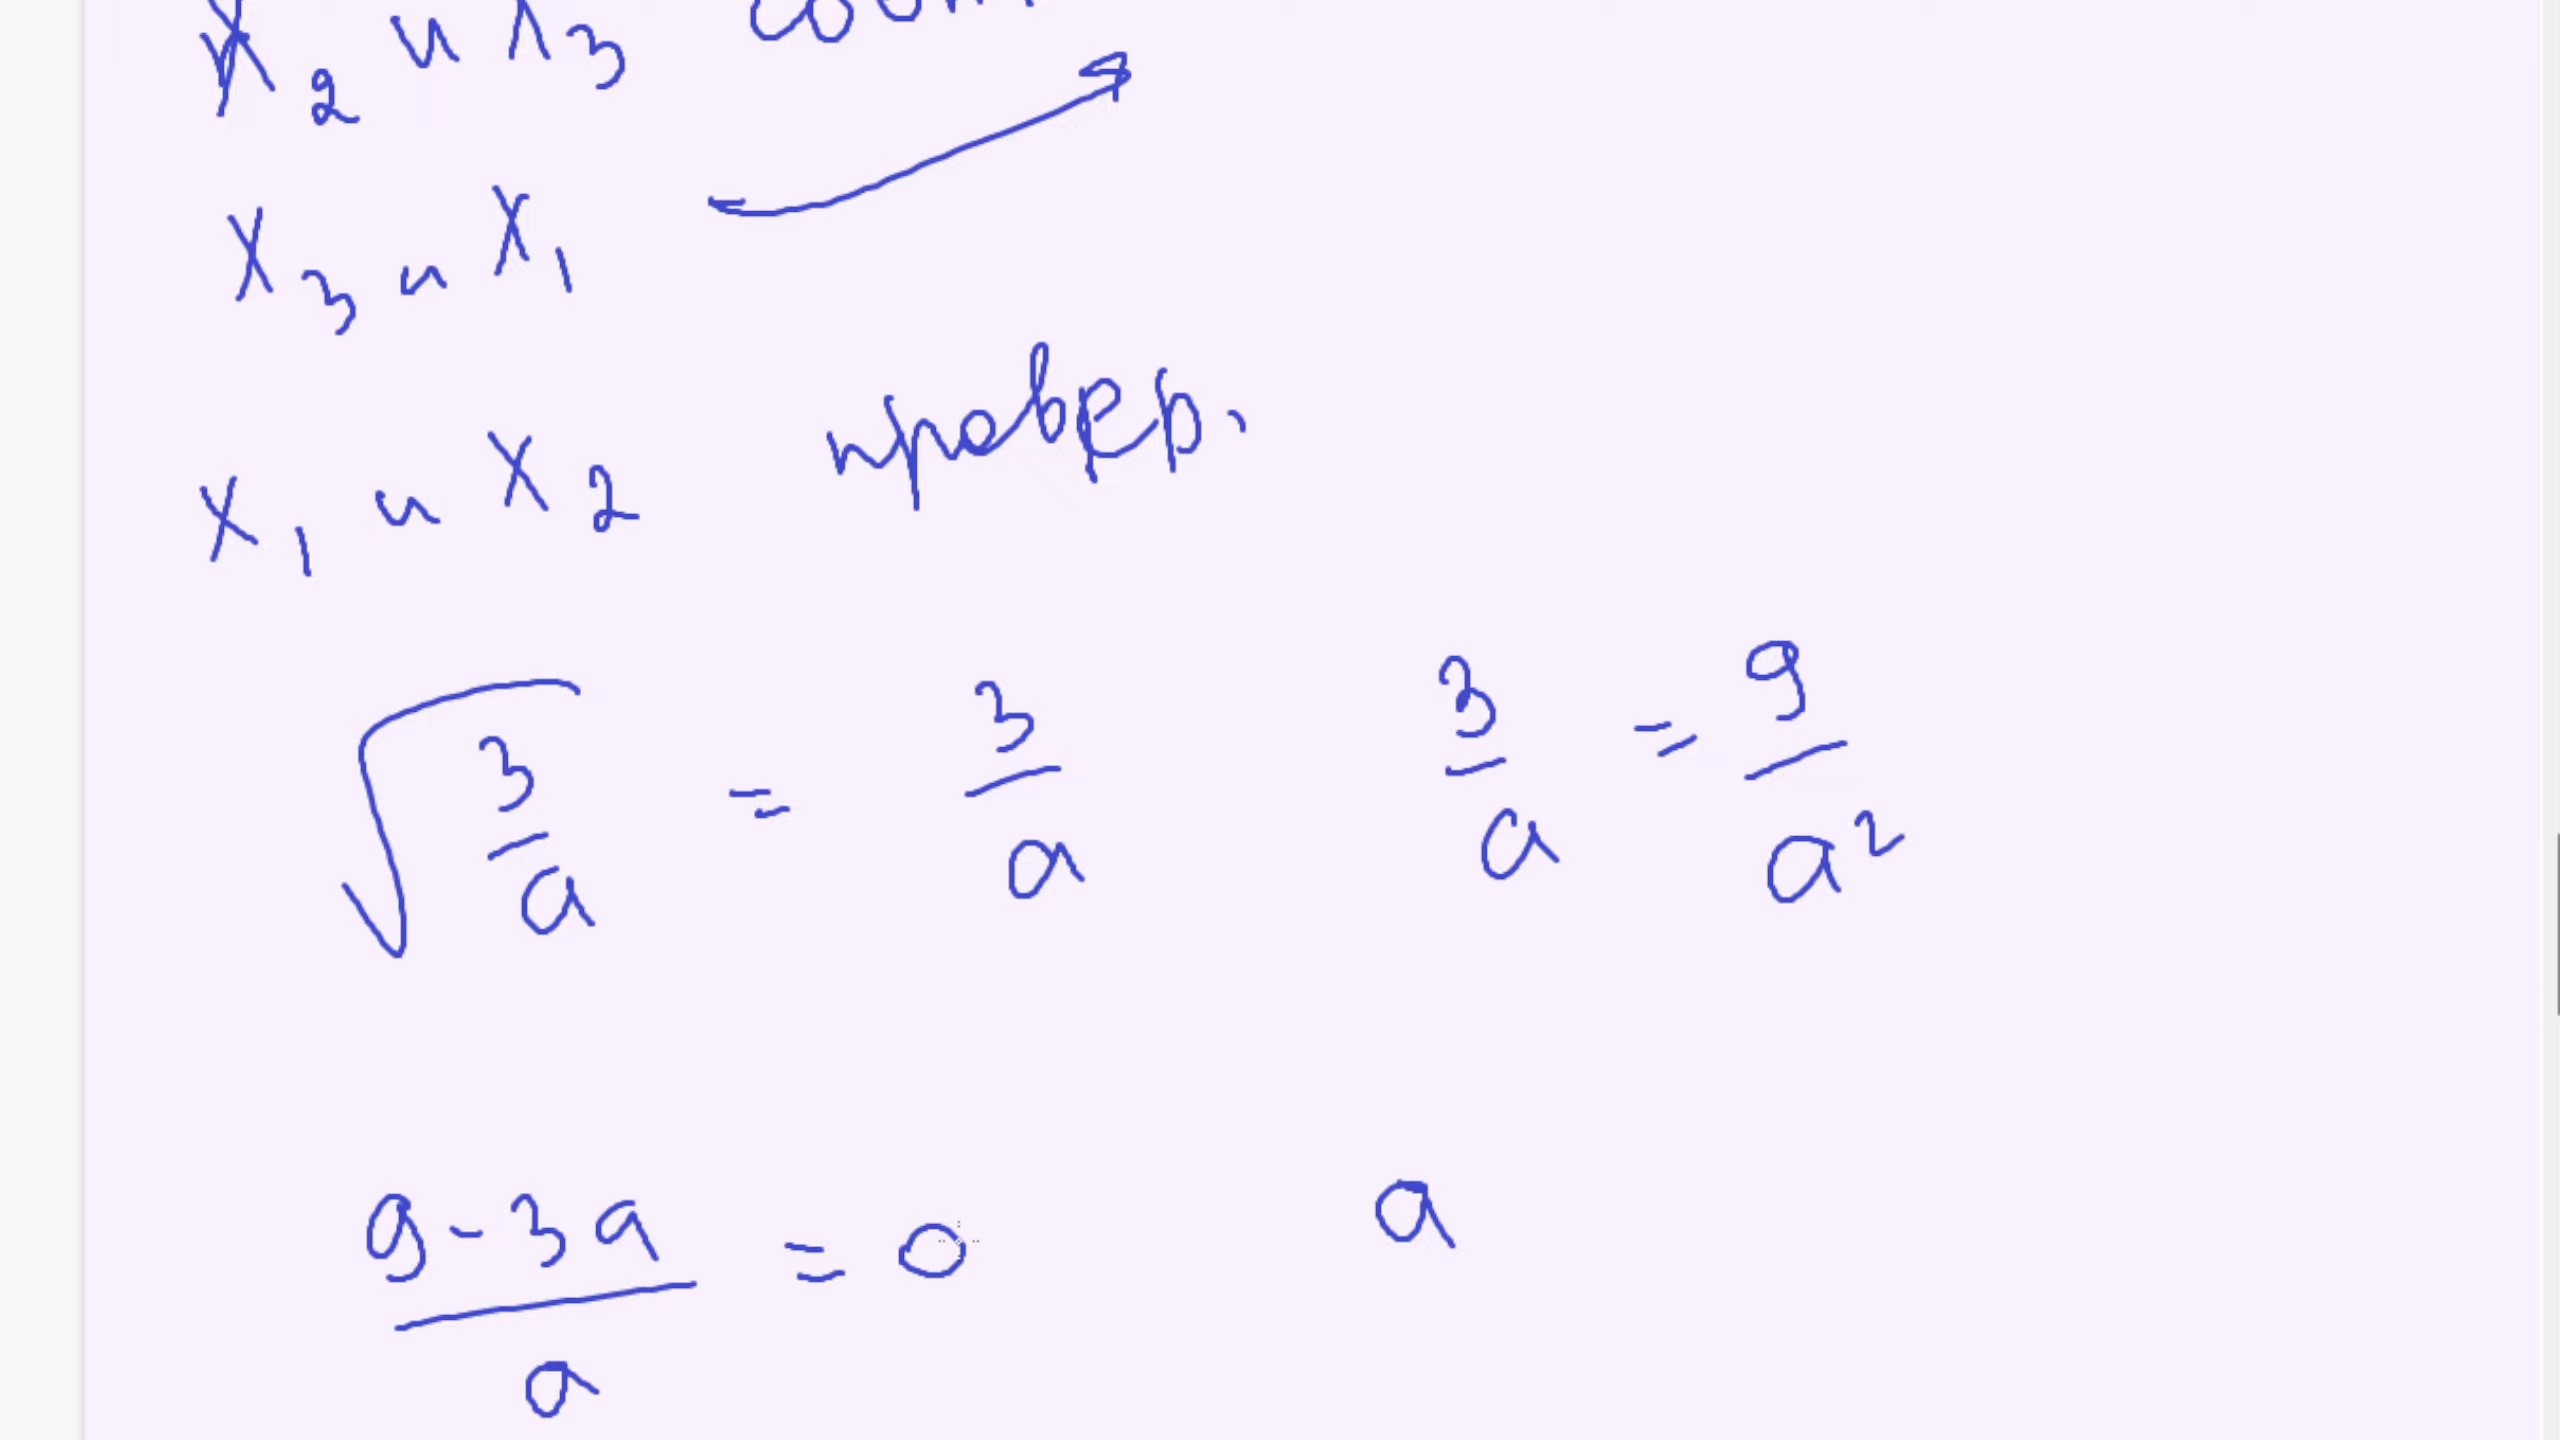 X₂ и X₃
X₃ и X₁
X₁ и X₂ провер.
√(3/a) = 3/a 3/a = 9/a²
(9-3a)/a = 0 a